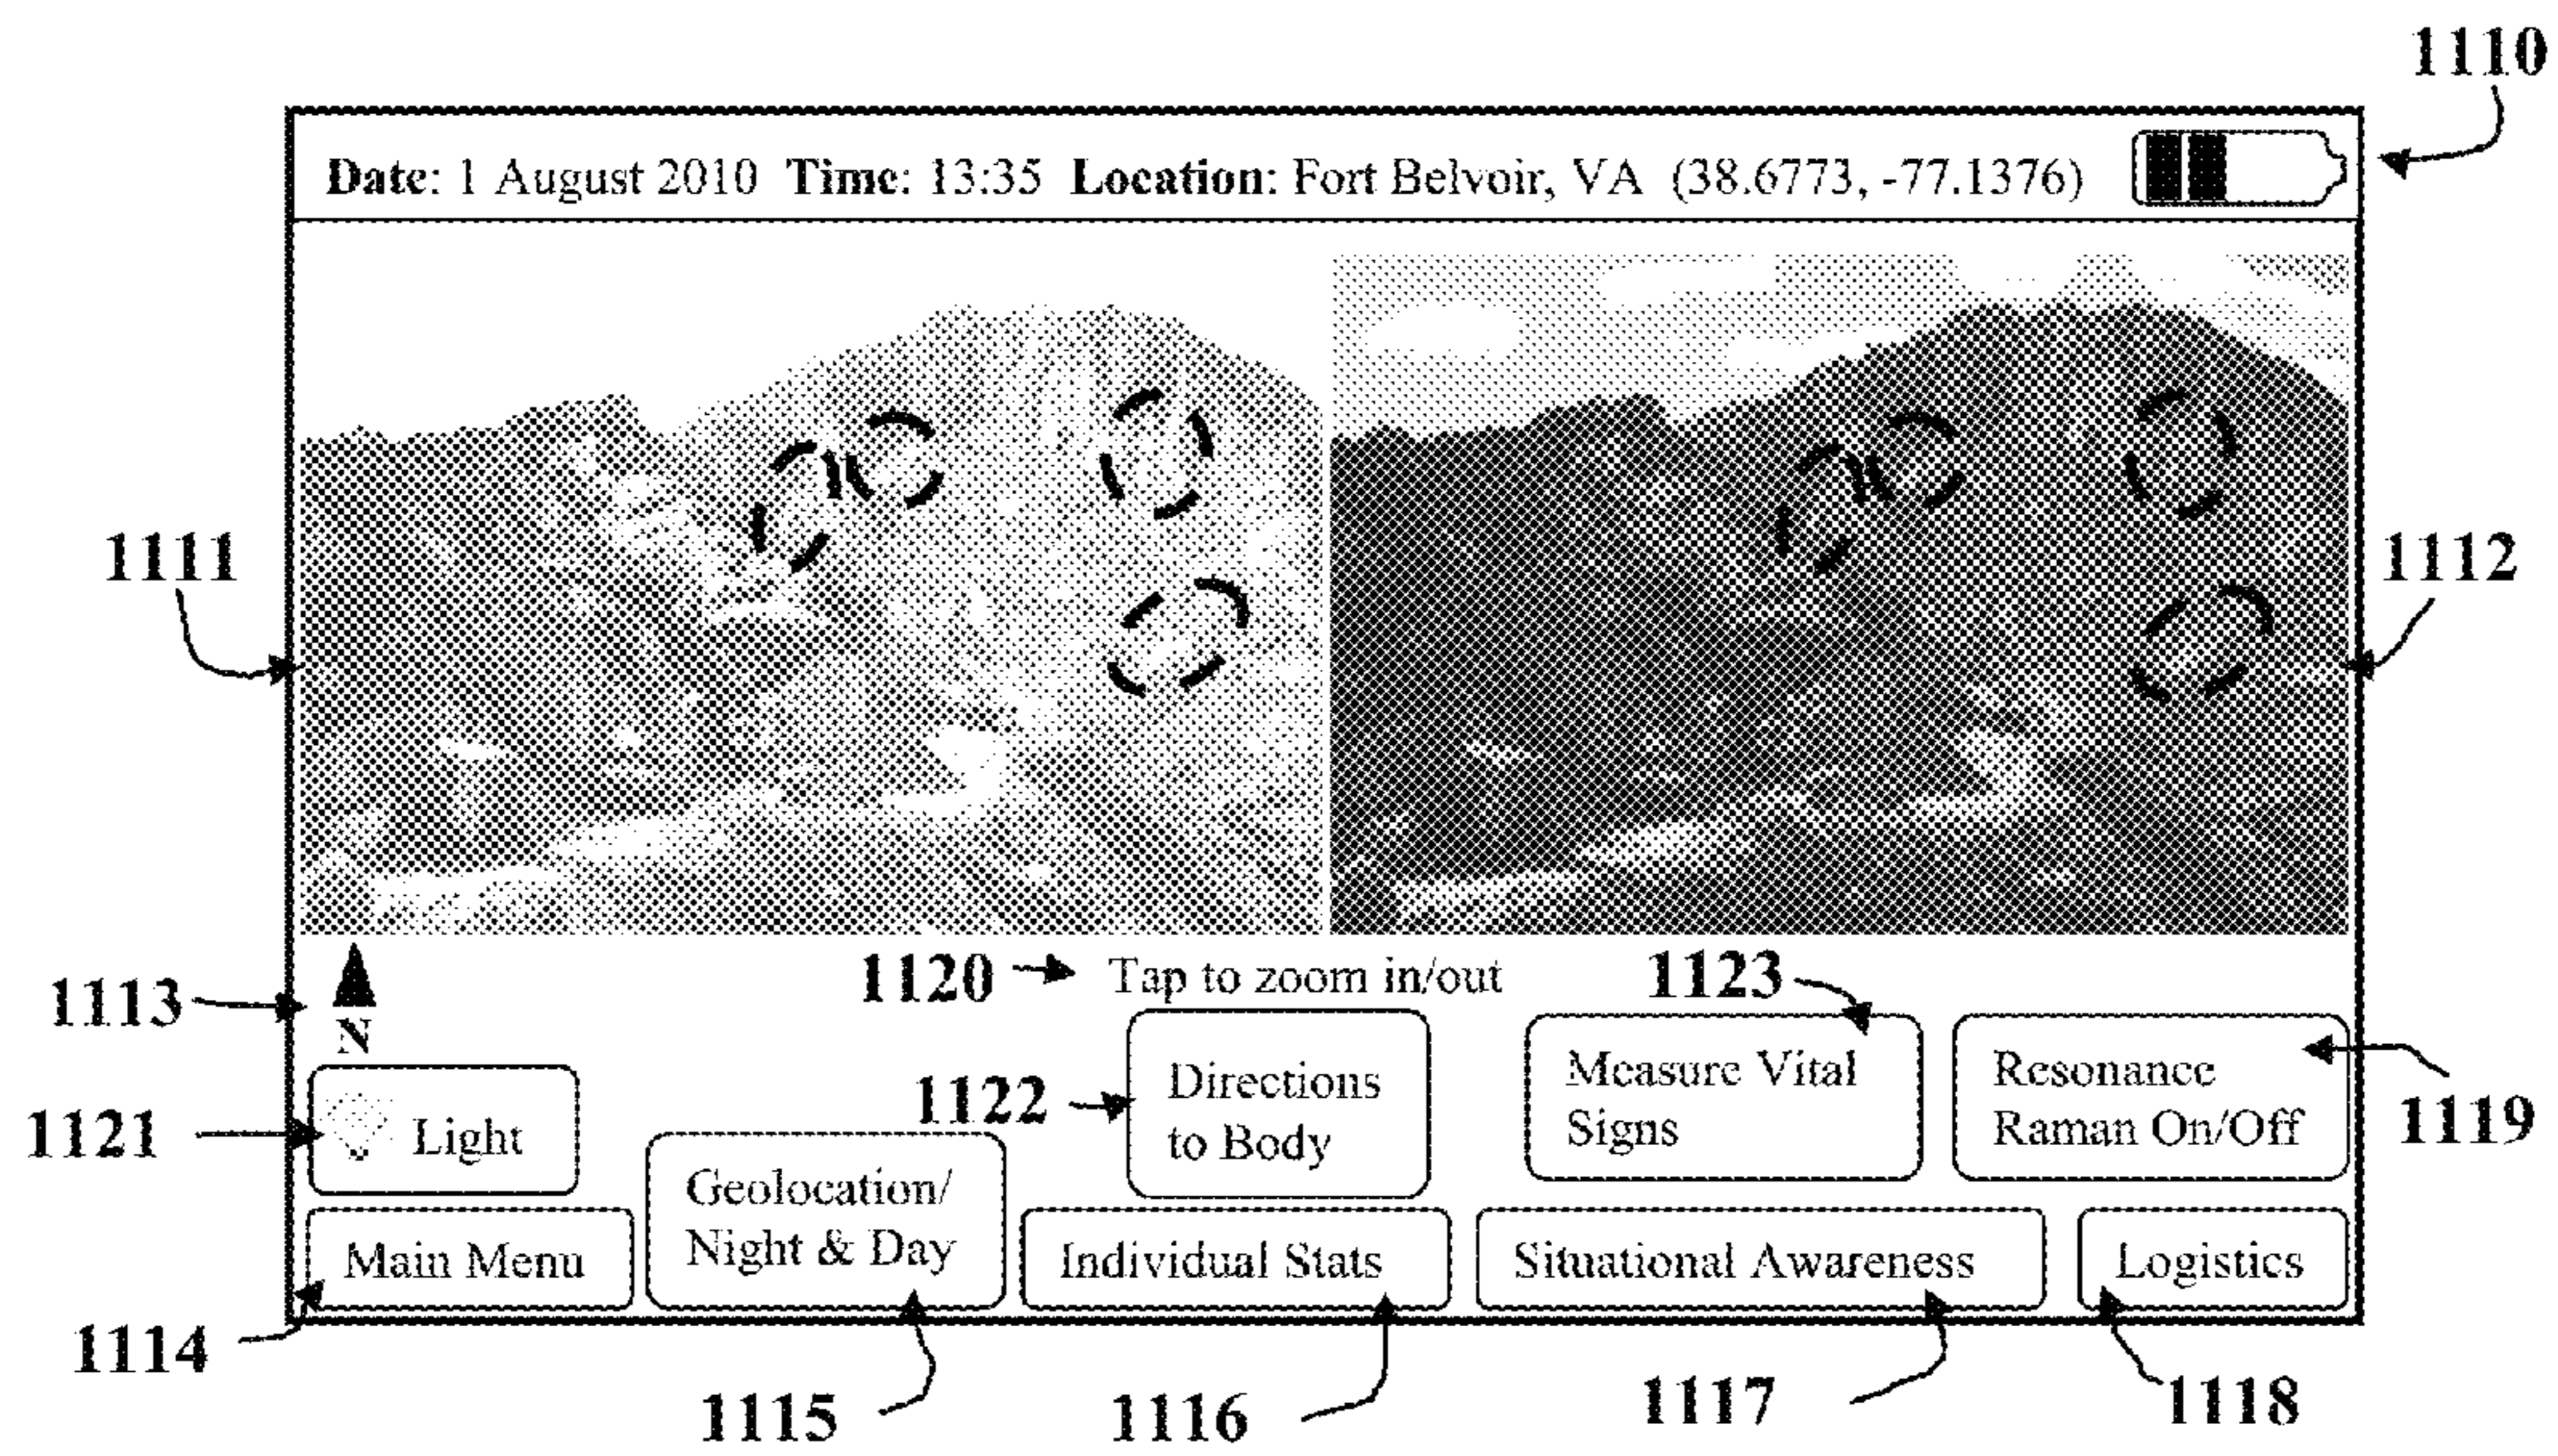 1110
Date: 1 August 2010 Time: 13:35 Location: Fort Belvoir, VA (38.6773, -77.1376)
1111
1112
1113
N
1120
Tap to zoom in/out
1123
1121
Light
1122
Directions
to Body
Measure Vital
Signs
Resonance
Raman On/Off
1119
Geolocation/
Night & Day
Main Menu
Individual Stats
Situational Awareness
Logistics
1114
1115
1116
1117
1118